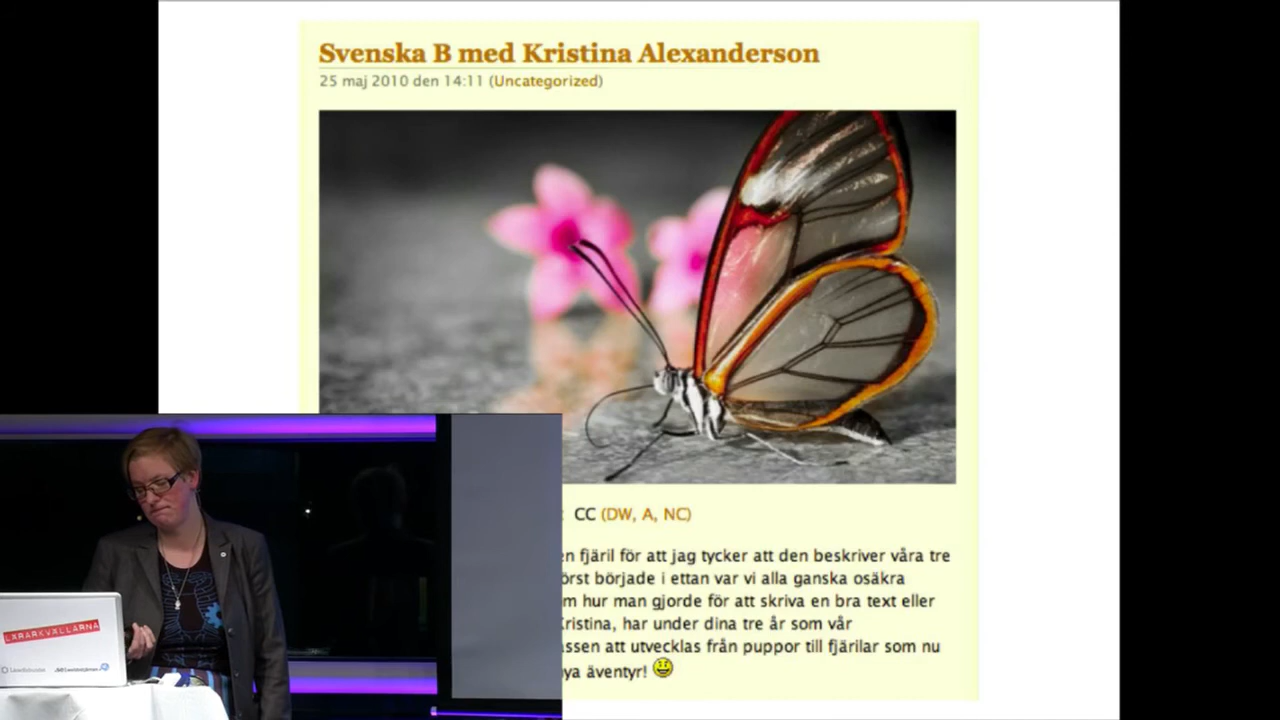 Svenska B med Kristina Alexanderson
25 maj 2010 den 14:11 (Uncategorized)
CC (DW, A, NC)
en fjäril för att jag tycker att den beskriver våra tre
örst började i ettan var vi alla ganska osäkra
m hur man gjorde för att skriva en bra text eller
Kristina, har under dina tre år som vår
assen att utvecklas från puppor till fjärilar som nu
ya äventyr!
LÄRARKVÄLLARNA